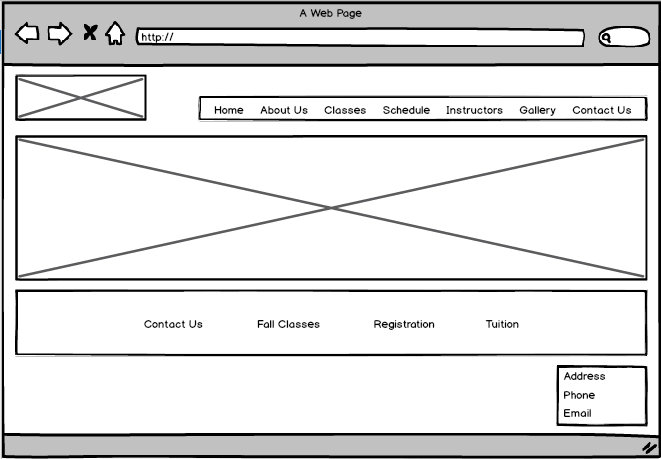 A Web Page
http://
Home About Us Classes Schedule Instructors Gallery Contact Us
Contact Us Fall Classes Registration Tuition
Address
Phone
Email